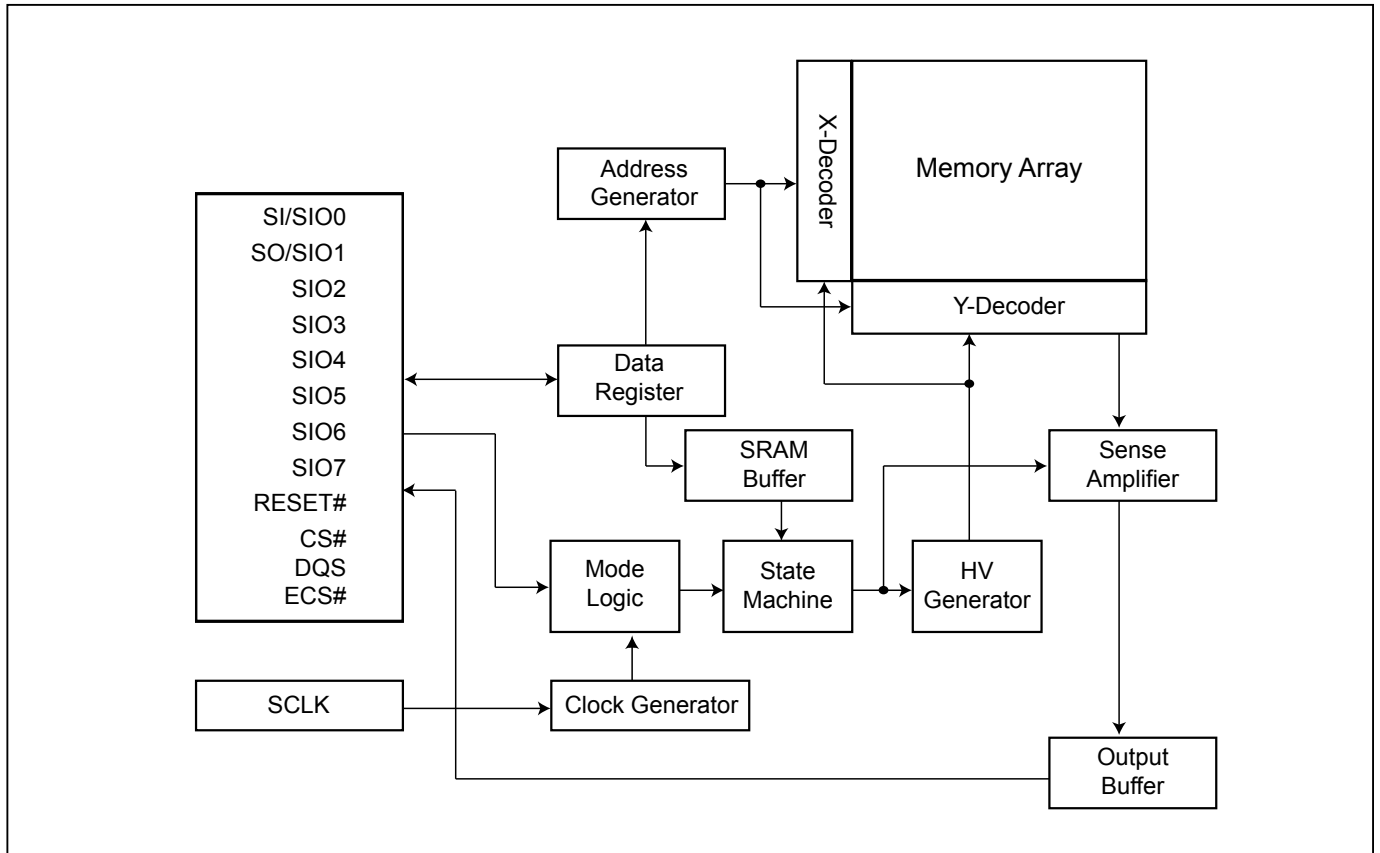 SI/SIO0
SO/SIO1
SIO2
SIO3
SIO4
SIO5
SIO6
SIO7
RESET#
CS#
DQS
ECS#
SCLK
Address
Generator
Data
Register
SRAM
Buffer
Mode
Logic
State
Machine
HV
Generator
Clock Generator
X-Decoder
Memory Array
Y-Decoder
Sense
Amplifier
Output
Buffer